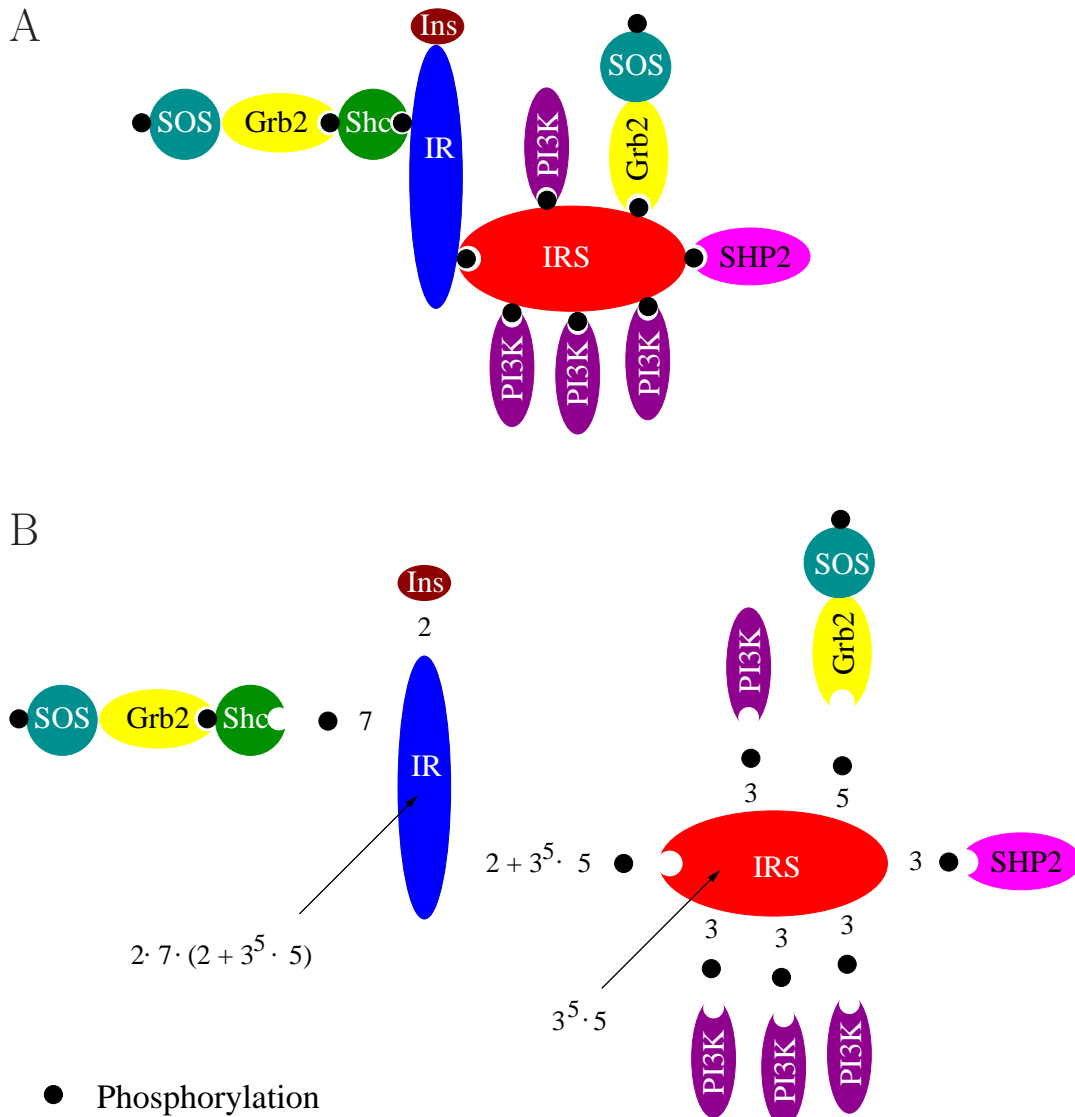 A
Ins
SOS
SOS Grb2 Shc IR PI3K Grb2
IRS SHP2
PI3K PI3K PI3K
B
SOS
Ins
2
PI3K Grb2
SOS Grb2 Shc 7
IR
3 5
2 + 3^5 · 5 IRS 3 SHP2
2 · 7 · (2 + 3^5 · 5) 3 3 3
3^5 · 5
PI3K PI3K PI3K
Phosphorylation